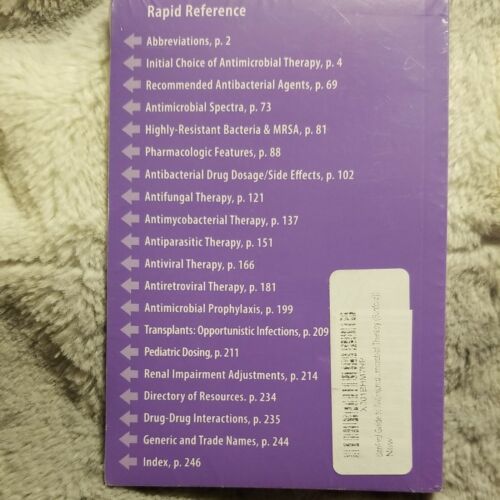 Rapid Reference
Abbreviations, p. 2
Initial Choice of Antimicrobial Therapy, p. 4
Recommended Antibacterial Agents, p. 69
Antimicrobial Spectra, p. 73
Highly-Resistant Bacteria & MRSA, p. 81
Pharmacologic Features, p. 88
Antibacterial Drug Dosage/Side Effects, p. 102
Antifungal Therapy, p. 121
Antimycobacterial Therapy, p. 137
Antiparasitic Therapy, p. 151
Antiviral Therapy, p. 166
Antiretroviral Therapy, p. 181
Antimicrobial Prophylaxis, p. 199
Transplants: Opportunistic Infections, p. 209
Pediatric Dosing, p. 211
Renal Impairment Adjustments, p. 214
Directory of Resources, p. 234
Drug-Drug Interactions, p. 235
Generic and Trade Names, p. 244
Index, p. 246
New